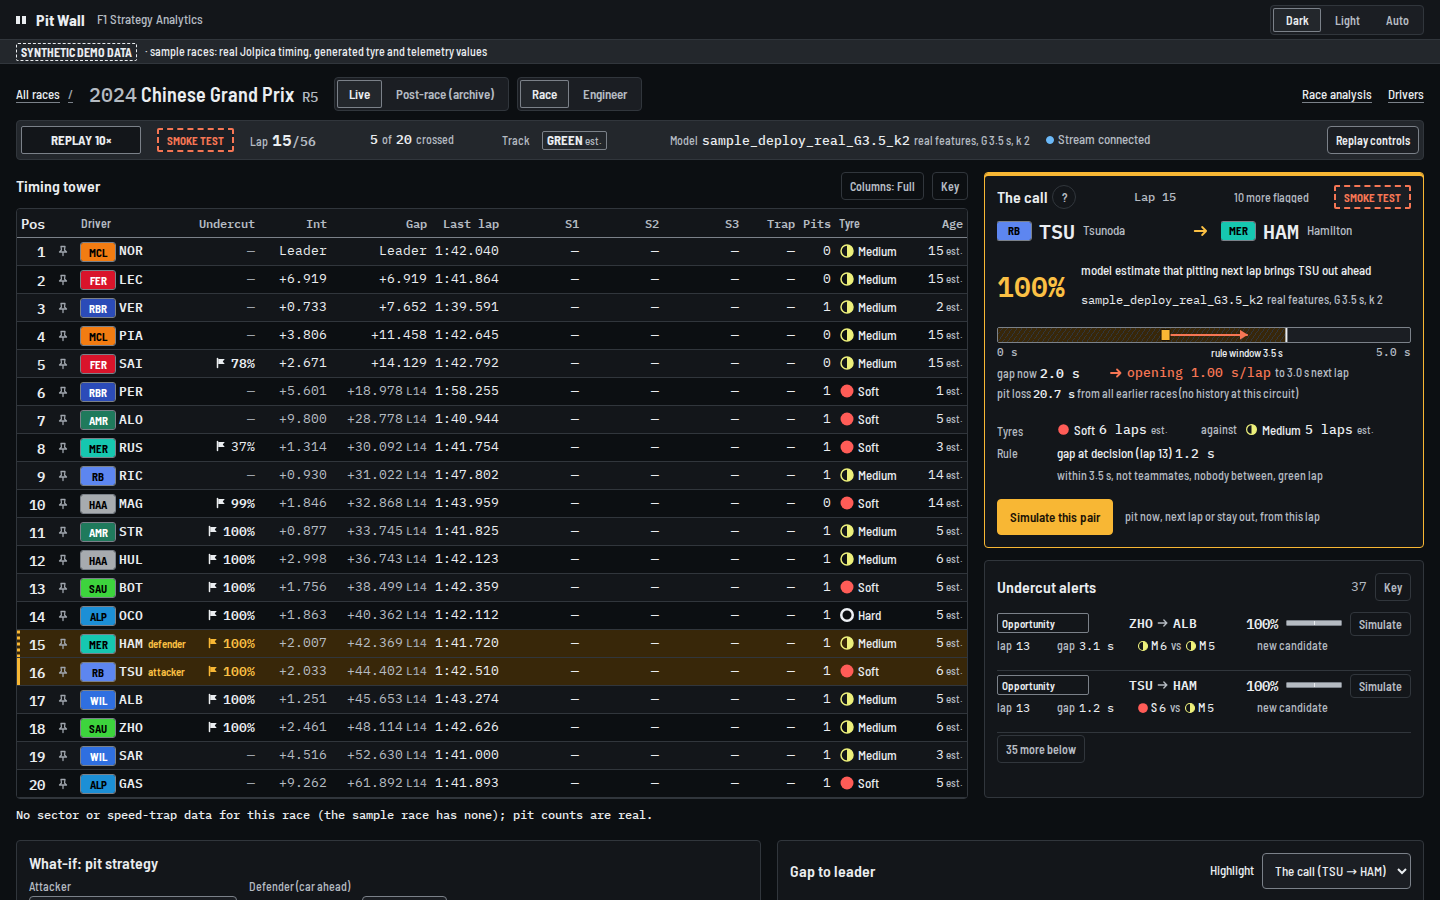 Pit Wall F1 Strategy Analytics Dark Light Auto
SYNTHETIC DEMO DATA · sample races: real Jolpica timing, generated tyre and telemetry values
All races / 2024 Chinese Grand Prix R5 Live Post-race (archive) Race Engineer Race analysis Drivers
REPLAY 10× SMOKE TEST Lap 15/56 5 of 20 crossed Track GREEN est. Model sample_deploy_real_G3.5_k2 real features, G 3.5 s, k 2 Stream connected Replay controls
Timing tower Columns: Full Key
Pos Driver Undercut Int Gap Last lap S1 S2 S3 Trap Pits Tyre Age
1 MCL NOR — Leader Leader 1:42.040 — — — — 0 Medium 15 est.
2 FER LEC — +6.919 +6.919 1:41.864 — — — — 0 Medium 15 est.
3 RBR VER — +0.733 +7.652 1:39.591 — — — — 1 Medium 2 est.
4 MCL PIA — +3.806 +11.458 1:42.645 — — — — 0 Medium 15 est.
5 FER SAI 78% +2.671 +14.129 1:42.792 — — — — 0 Medium 15 est.
6 RBR PER — +5.601 +18.978 L14 1:58.255 — — — — 1 Soft 1 est.
7 AMR ALO — +9.800 +28.778 L14 1:40.944 — — — — 1 Soft 5 est.
8 MER RUS 37% +1.314 +30.092 L14 1:41.754 — — — — 1 Soft 3 est.
9 RB RIC — +0.930 +31.022 L14 1:47.802 — — — — 1 Medium 14 est.
10 HAA MAG 99% +1.846 +32.868 L14 1:43.959 — — — — 0 Soft 14 est.
11 AMR STR 100% +0.877 +33.745 L14 1:41.825 — — — — 1 Medium 5 est.
12 HAA HUL 100% +2.998 +36.743 L14 1:42.123 — — — — 1 Medium 6 est.
13 SAU BOT 100% +1.756 +38.499 L14 1:42.359 — — — — 1 Soft 5 est.
14 ALP OCO 100% +1.863 +40.362 L14 1:42.112 — — — — 1 Hard 5 est.
15 MER HAM defender 100% +2.007 +42.369 L14 1:41.720 — — — — 1 Medium 5 est.
16 RB TSU attacker 100% +2.033 +44.402 L14 1:42.510 — — — — 1 Soft 6 est.
17 WIL ALB 100% +1.251 +45.653 L14 1:43.274 — — — — 1 Medium 5 est.
18 SAU ZHO 100% +2.461 +48.114 L14 1:42.626 — — — — 1 Medium 6 est.
19 WIL SAR — +4.516 +52.630 L14 1:41.000 — — — — 1 Medium 3 est.
20 ALP GAS — +9.262 +61.892 L14 1:41.893 — — — — 1 Soft 5 est.
No sector or speed-trap data for this race (the sample race has none); pit counts are real.
The call ? Lap 15 10 more flagged SMOKE TEST
RB TSU Tsunoda → MER HAM Hamilton
100% model estimate that pitting next lap brings TSU out ahead
sample_deploy_real_G3.5_k2 real features, G 3.5 s, k 2
0 s rule window 3.5 s 5.0 s
gap now 2.0 s → opening 1.00 s/lap to 3.0 s next lap
pit loss 20.7 s from all earlier races (no history at this circuit)
Tyres Soft 6 laps est. against Medium 5 laps est.
Rule gap at decision (lap 13) 1.2 s
within 3.5 s, not teammates, nobody between, green lap
Simulate this pair pit now, next lap or stay out, from this lap
Undercut alerts 37 Key
Opportunity ZHO → ALB 100% Simulate
lap 13 gap 3.1 s M 6 vs M 5 new candidate
Opportunity TSU → HAM 100% Simulate
lap 13 gap 1.2 s S 6 vs M 5 new candidate
35 more below
What-if: pit strategy
Attacker Defender (car ahead)
Gap to leader Highlight The call (TSU → HAM)